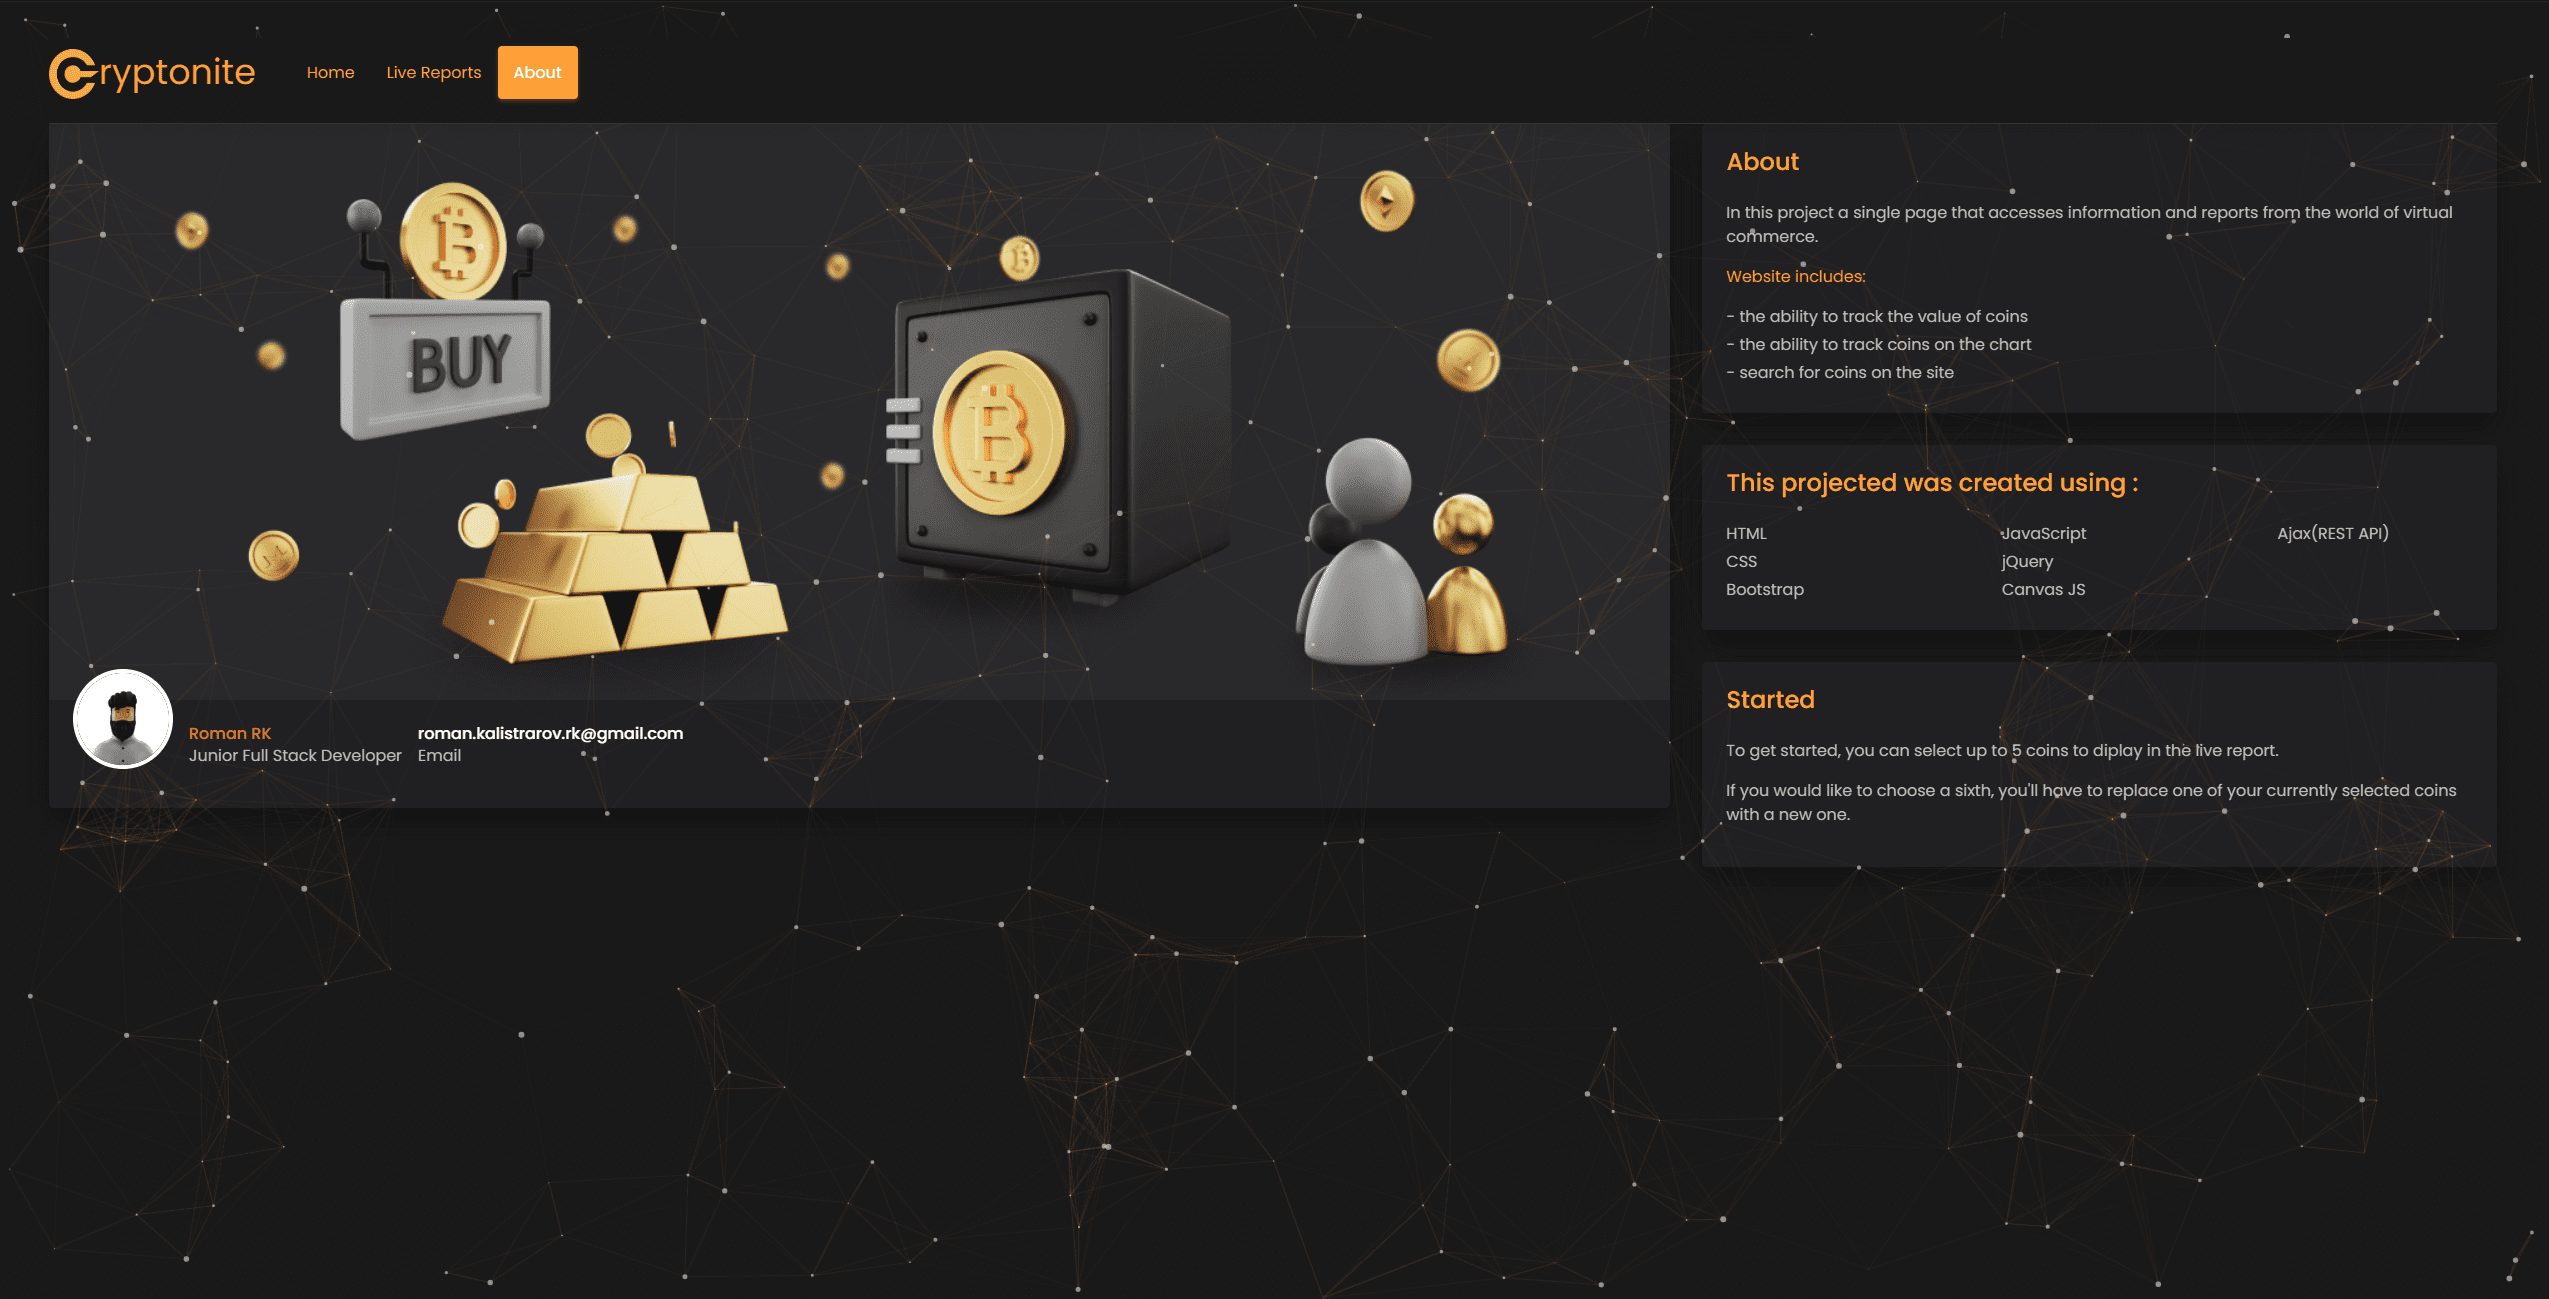 Cryptonite
Home Live Reports About
BUY
Roman RK
Junior Full Stack Developer
roman.kalistrarov.rk@gmail.com
Email
About
In this project a single page that accesses information and reports from the world of virtual
commerce.
Website includes:
- the ability to track the value of coins
- the ability to track coins on the chart
- search for coins on the site
This projected was created using :
HTML
CSS
Bootstrap
JavaScript
jQuery
Canvas JS
Ajax(REST API)
Started
To get started, you can select up to 5 coins to diplay in the live report.
If you would like to choose a sixth, you'll have to replace one of your currently selected coins
with a new one.